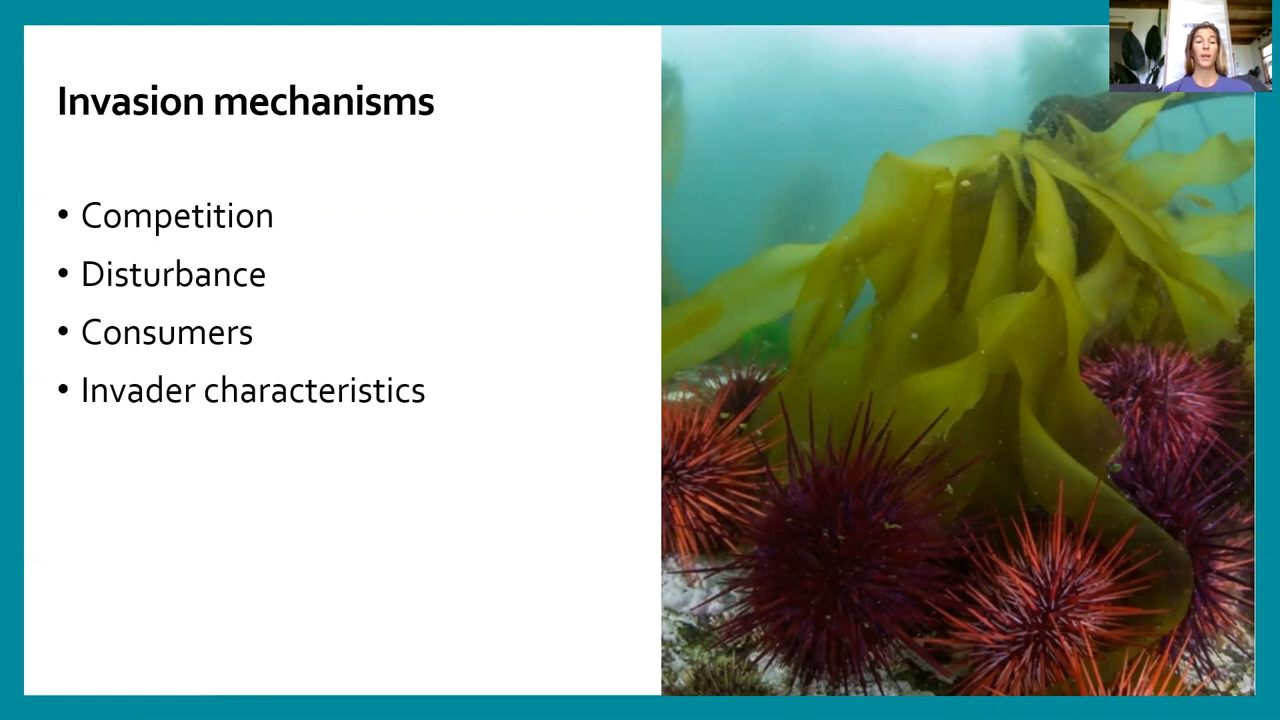 Invasion mechanisms
• Competition
• Disturbance
• Consumers
• Invader characteristics